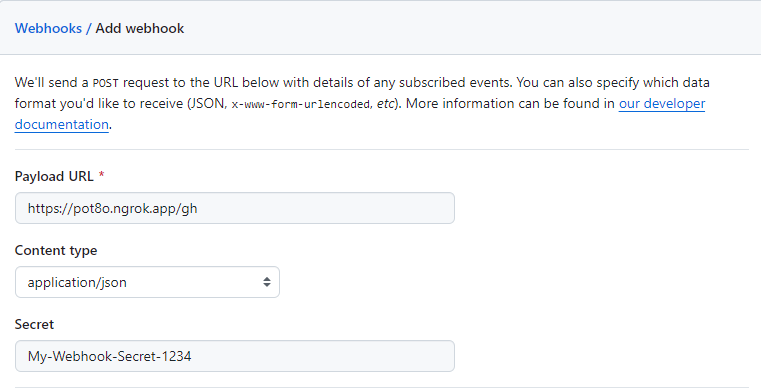 Webhooks / Add webhook
We'll send a POST request to the URL below with details of any subscribed events. You can also specify which data
format you'd like to receive (JSON, x-www-form-urlencoded, etc). More information can be found in our developer
documentation.
Payload URL *
https://pot8o.ngrok.app/gh
Content type
application/json
Secret
My-Webhook-Secret-1234